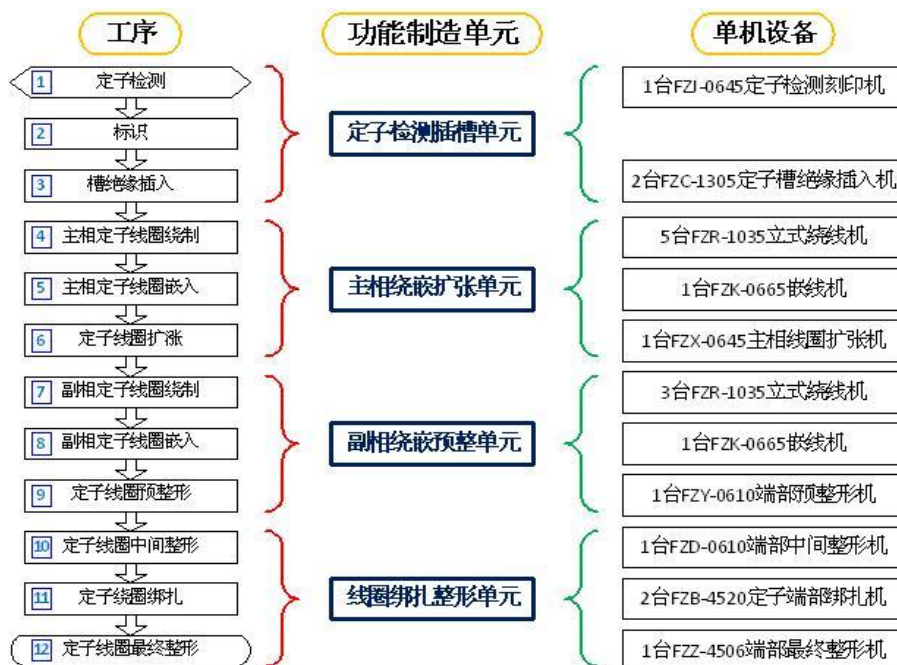 工序
功能制造单元
单机设备
1 定子检测
2 标识
3 槽绝缘插入
4 主相定子线圈绕制
5 主相定子线圈嵌入
6 定子线圈扩涨
7 副相定子线圈绕制
8 副相定子线圈嵌入
9 定子线圈预整形
10 定子线圈中间整形
11 定子绕圈绑扎
12 定子线圈最终整形
定子检测插槽单元
主相绕嵌扩张单元
副相绕嵌预整单元
线圈绑扎整形单元
1台FZJ-0645定子检测刻印机
2台FZC-1305定子槽绝缘插入机
5台FZR-1035立式绕线机
1台FZK-0665嵌线机
1台FZX-0645主相线圈扩张机
3台FZR-1035立式绕线机
1台FZK-0665嵌线机
1台FZY-0610端部预整形机
1台FZD-0610端部中间整形机
2台FZB-4520定子端部绑扎机
1台FZZ-4506端部最终整形机